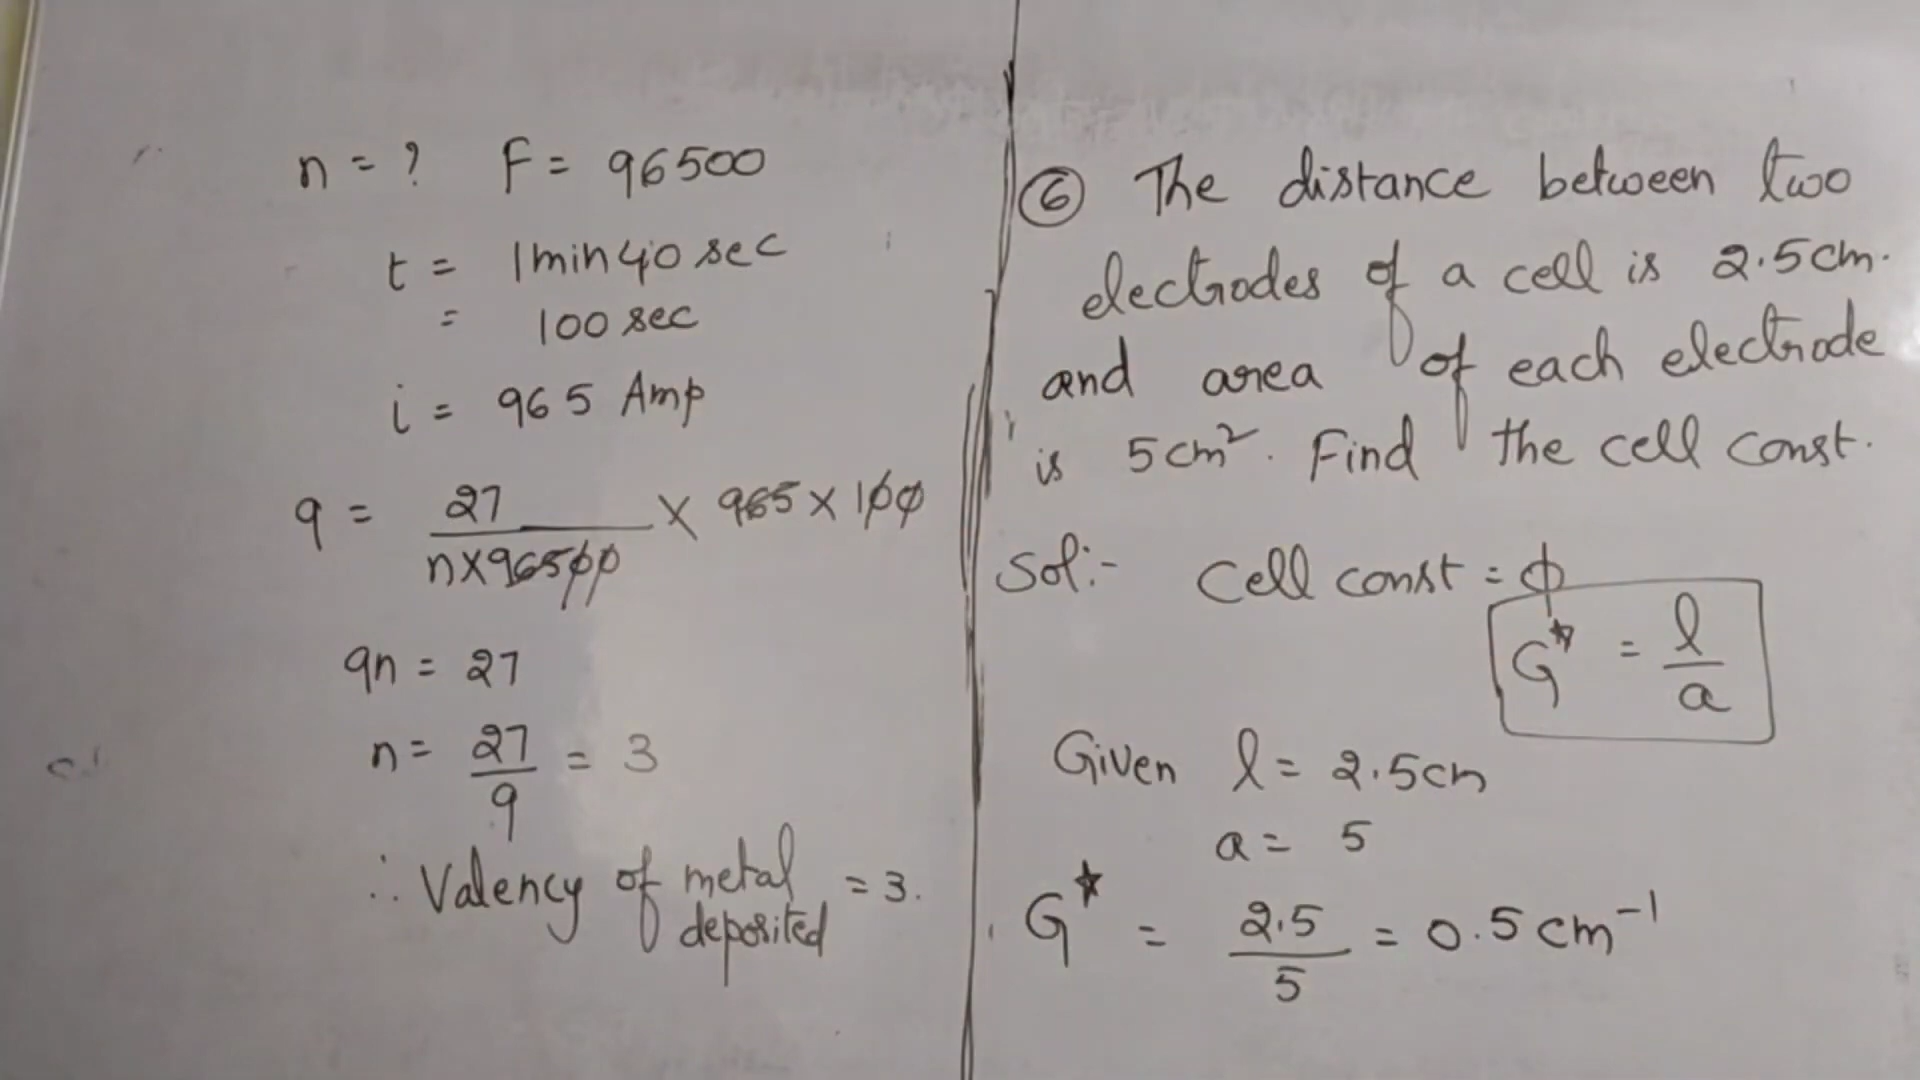 n = ? F = 96500
t = 1min 40 sec
= 100 sec
i = 965 Amp
9 = 27/(n×96500) × 965 × 100
9n = 27
n = 27/9 = 3
∴ Valency of metal deposited = 3.
⑥ The distance between two
electrodes of a cell is 2.5cm.
and area of each electrode
is 5cm². Find the cell const.
Sol:- Cell const =
G* = l/a
Given l = 2.5cm
a = 5
G* = 2.5/5 = 0.5 cm⁻¹